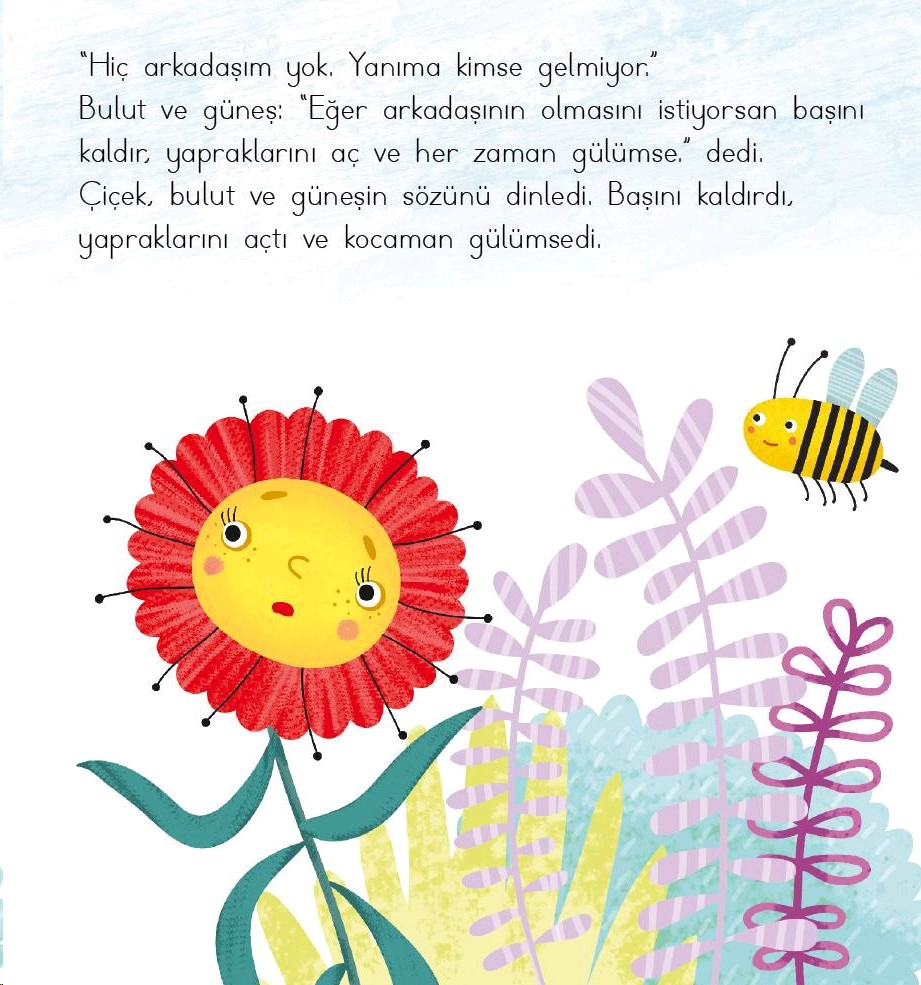 “Hiç arkadaşım yok. Yanıma kimse gelmiyor.”
Bulut ve güneş: “Eğer arkadaşının olmasını istiyorsan başını
kaldır, yapraklarını aç ve her zaman gülümse.” dedi.
Çiçek, bulut ve güneşin sözünü dinledi. Başını kaldırdı,
yapraklarını açtı ve kocaman gülümsedi.